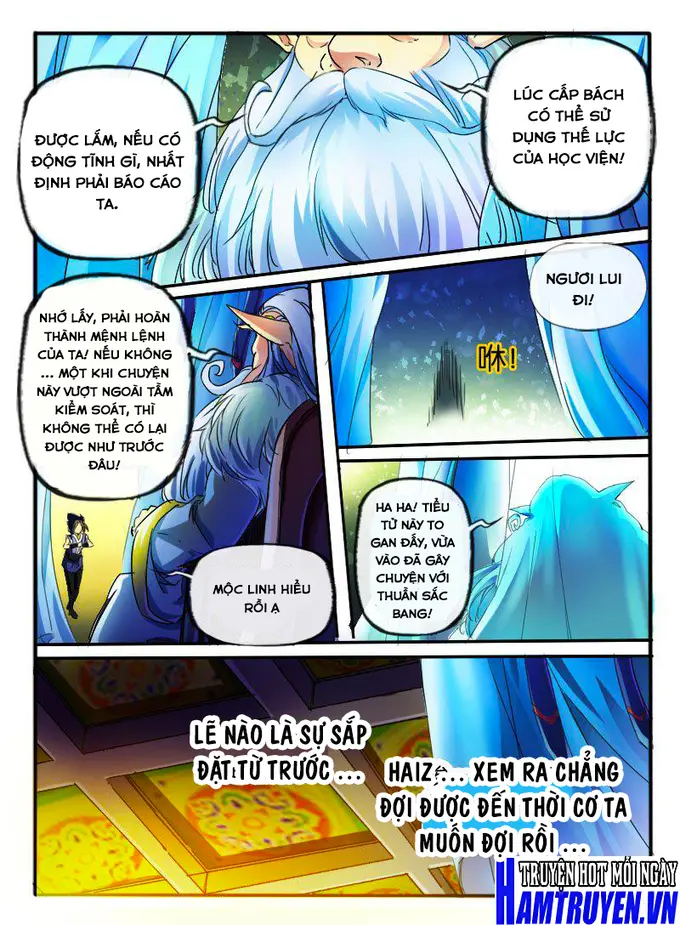 ĐƯỢC LẮM, NẾU CÓ
ĐỘNG TĨNH GÌ, NHẤT
ĐỊNH PHẢI BÁO CÁO
TA.
LÚC CẤP BÁCH
CÓ THỂ SỬ
DỤNG THẾ LỰC
CỦA HỌC VIỆN!
NHỚ LẤY, PHẢI HOÀN
THÀNH MỆNH LỆNH
CỦA TA! NẾU KHÔNG
... MỘT KHI CHUYỆN
NÀY VƯỢT NGOÀI TẦM
KIỂM SOÁT, THÌ
KHÔNG THỂ CÓ LẠI
ĐƯỢC NHƯ TRƯỚC
ĐÂU!
MỘC LINH HIỂU
RỒI Ạ
NGƯƠI LUI
ĐI!
咻!
HA HA! TIỂU
TỬ NÀY TO
GAN ĐẤY, VỪA
VÀO ĐÃ GÂY
CHUYỆN VỚI
THUẦN SẮC
BANG!
LẼ NÀO LÀ SỰ SẮP
ĐẶT TỪ TRƯỚC ...
HAIZ ... XEM RA CHẲNG
ĐỢI ĐƯỢC ĐẾN THỜI CƠ TA
MUỐN ĐỢI RỒI ...
TRUYỆN HOT MỖI NGÀY
HAMTRUYEN.VN